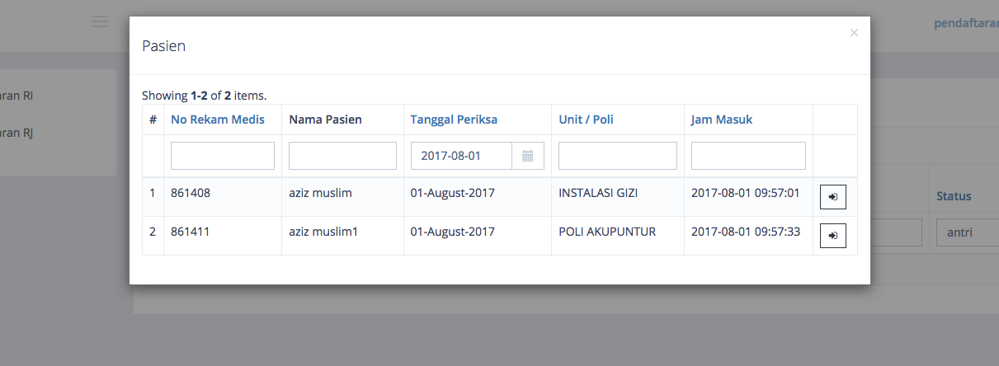 pendaftaran
Pasien
×
aran RI
aran RJ
Showing 1-2 of 2 items.
# No Rekam Medis Nama Pasien Tanggal Periksa Unit / Poli Jam Masuk
2017-08-01
1 861408 aziz muslim 01-August-2017 INSTALASI GIZI 2017-08-01 09:57:01
2 861411 aziz muslim1 01-August-2017 POLI AKUPUNTUR 2017-08-01 09:57:33
Status
antri